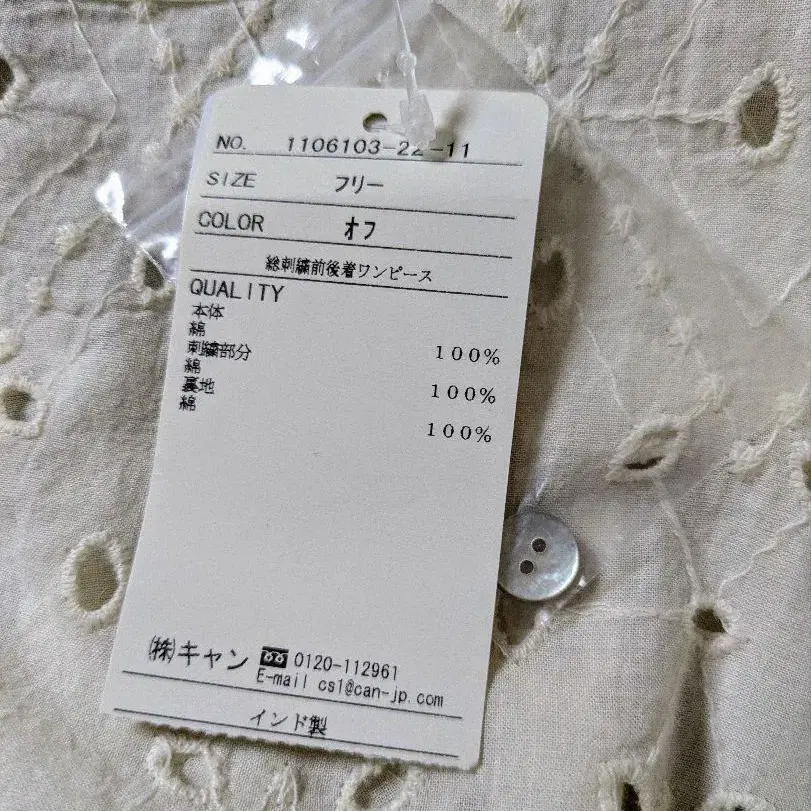 NO. 1106103-22-11
SIZE フリー
COLOR オフ
総刺繍前後着ワンピース
QUALITY
本体
綿 100%
刺繍部分
綿 100%
裏地
綿 100%
㈱キャン 0120-112961
E-mail cs1@can-jp.com
インド製